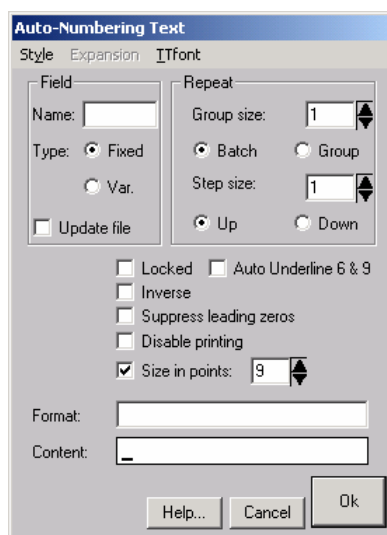 Auto-Numbering Text
Style Expansion TTfont
Field
Name:
Type: Fixed
Var.
Update file
Repeat
Group size: 1
Batch Group
Step size: 1
Up Down
Locked Auto Underline 6 & 9
Inverse
Suppress leading zeros
Disable printing
Size in points: 9
Format:
Content:
Help... Cancel Ok